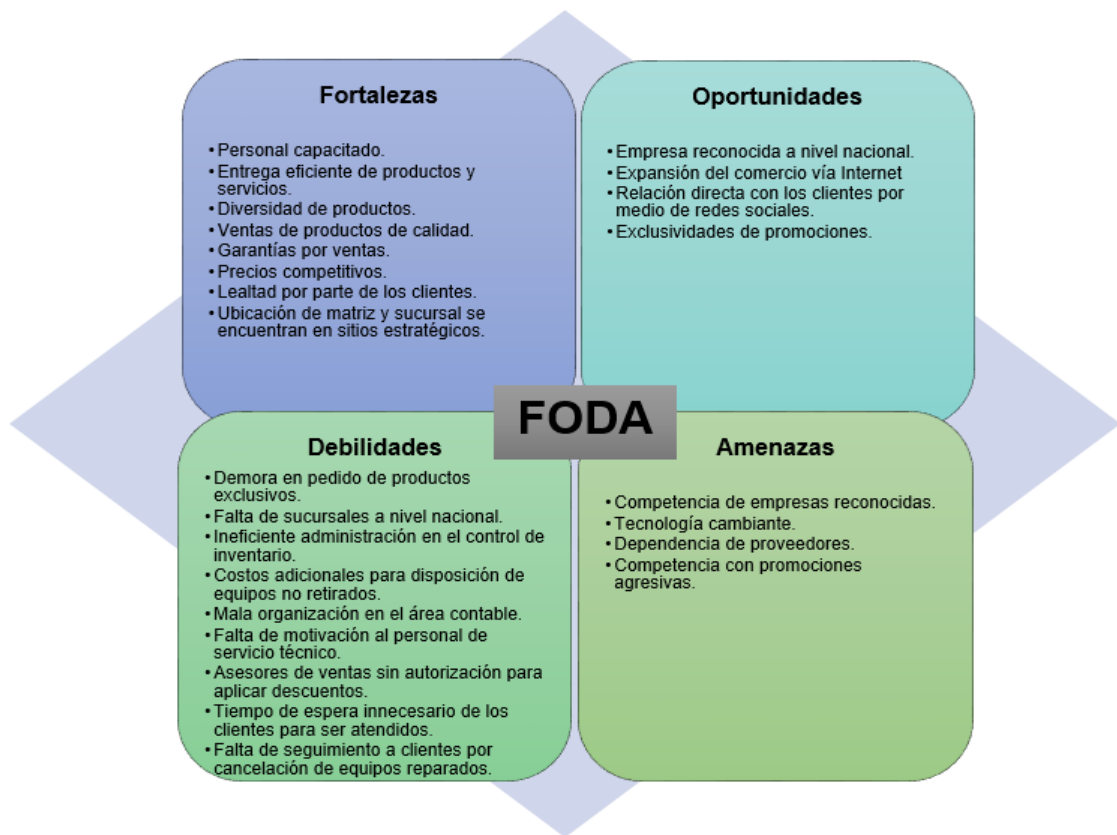 Fortalezas
• Personal capacitado.
• Entrega eficiente de productos y
servicios.
• Diversidad de productos.
• Ventas de productos de calidad.
• Garantías por ventas.
• Precios competitivos.
• Lealtad por parte de los clientes.
• Ubicación de matriz y sucursal se
encuentran en sitios estratégicos.
Oportunidades
• Empresa reconocida a nivel nacional.
• Expansión del comercio vía Internet
• Relación directa con los clientes por
medio de redes sociales.
• Exclusividades de promociones.
FODA
Debilidades
• Demora en pedido de productos
exclusivos.
• Falta de sucursales a nivel nacional.
• Ineficiente administración en el control de
inventario.
• Costos adicionales para disposición de
equipos no retirados.
• Mala organización en el área contable.
• Falta de motivación al personal de
servicio técnico.
• Asesores de ventas sin autorización para
aplicar descuentos.
• Tiempo de espera innecesario de los
clientes para ser atendidos.
• Falta de seguimiento a clientes por
cancelación de equipos reparados.
Amenazas
• Competencia de empresas reconocidas.
• Tecnología cambiante.
• Dependencia de proveedores.
• Competencia con promociones
agresivas.